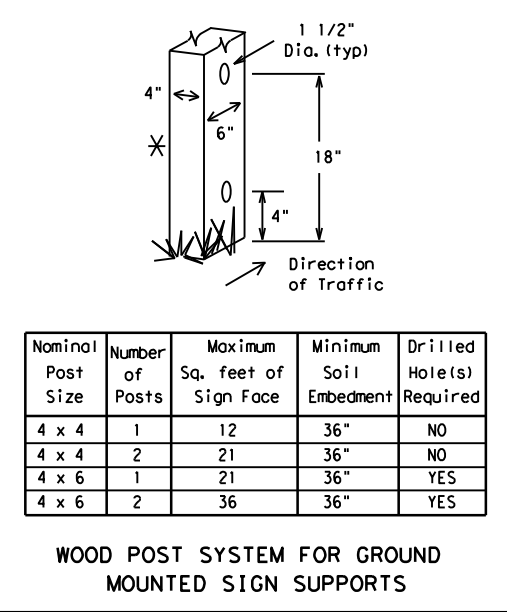 1 1/2"
Dia. (typ)
4"
6"
18"
4"
Direction
of Traffic
Nominal Post Size | Number of Posts | Maximum Sq. feet of Sign Face | Minimum Soil Embedment | Drilled Hole(s) Required
4 x 4 1 12 36" NO
4 x 4 2 21 36" NO
4 x 6 1 21 36" YES
4 x 6 2 36 36" YES
WOOD POST SYSTEM FOR GROUND
MOUNTED SIGN SUPPORTS